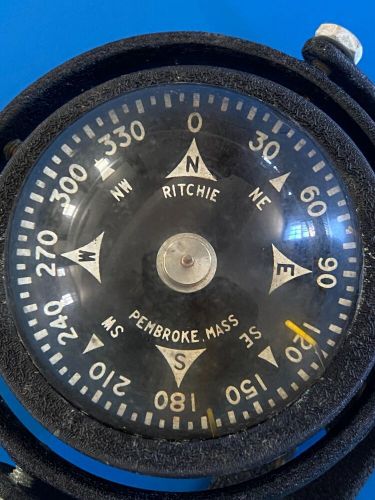 0
30
60
90
120
150
180
210
240
270
300
330
N
NE
E
SE
S
SW
W
NW
RITCHIE
PEMBROKE, MASS